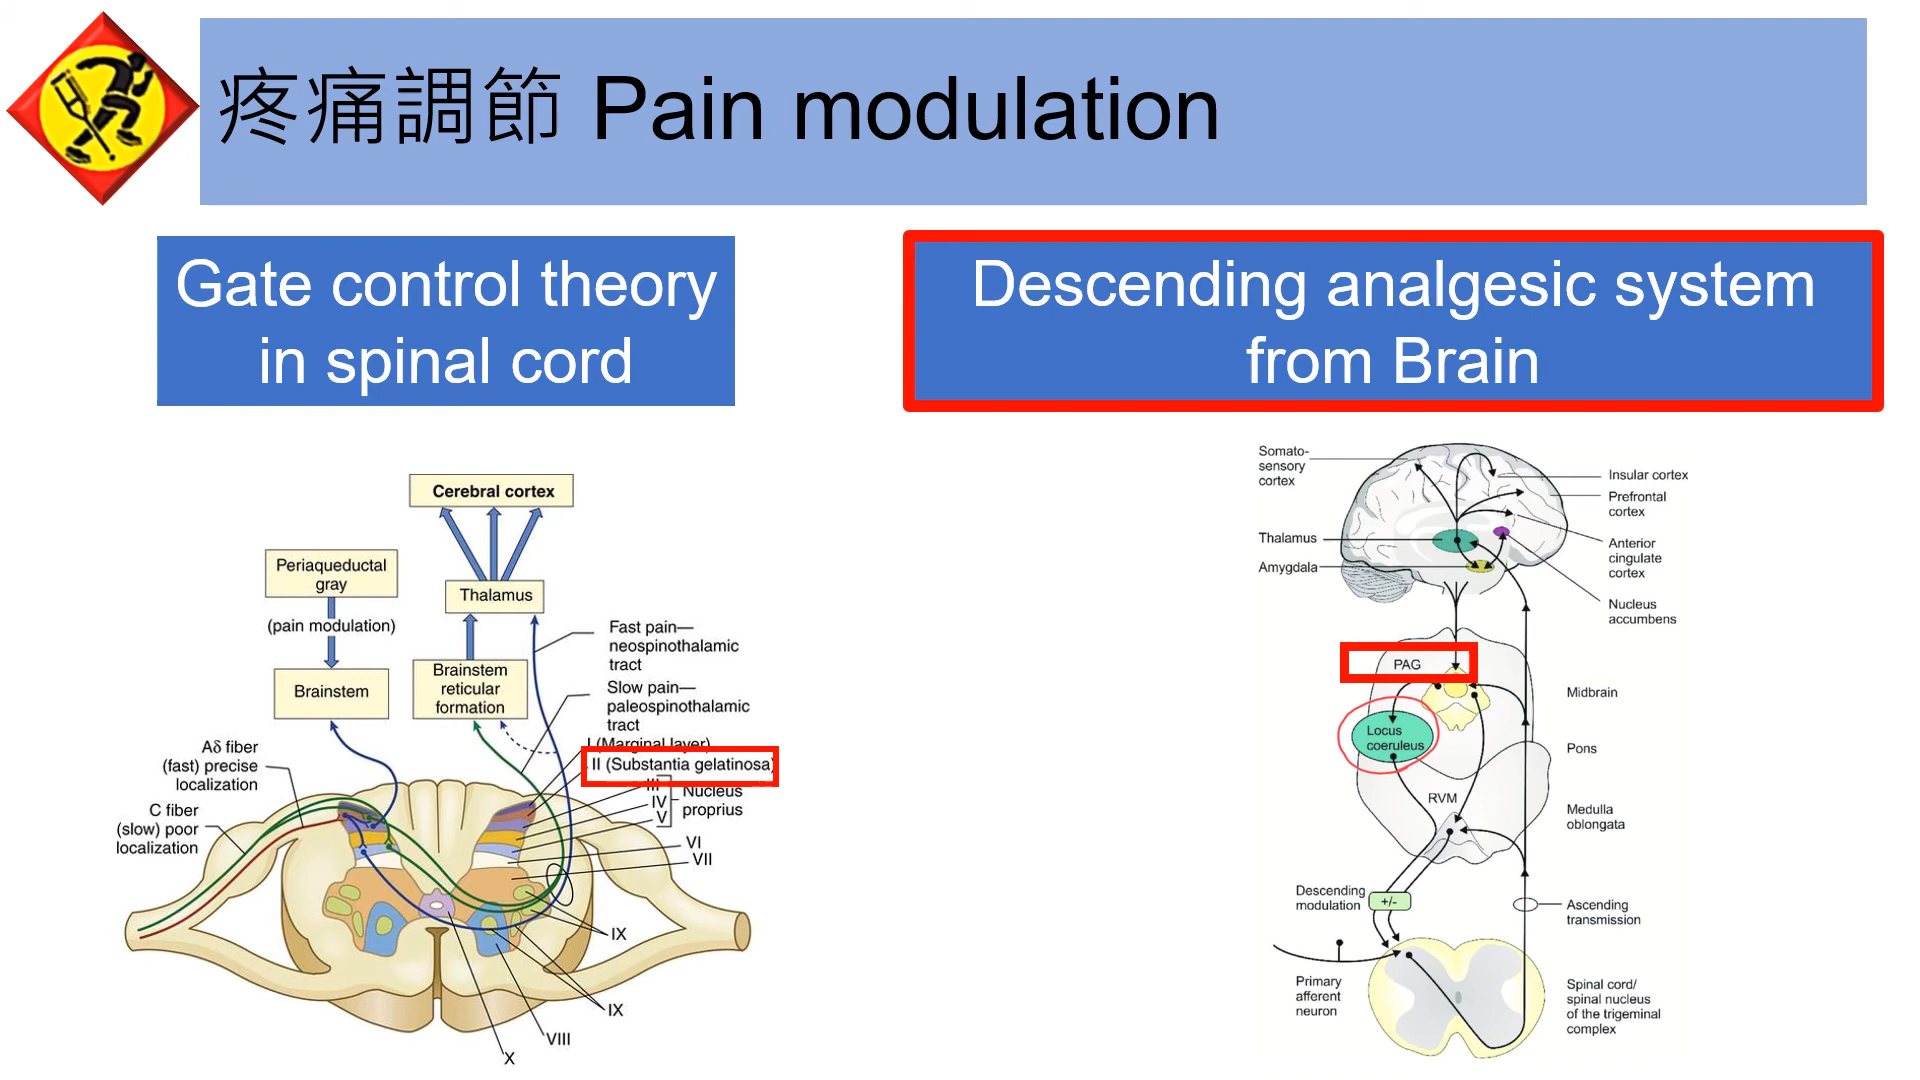 疼痛調節 Pain modulation
Gate control theory
in spinal cord
Descending analgesic system
from Brain
Cerebral cortex
Periaqueductal
gray
(pain modulation)
Thalamus
Brainstem
Brainstem
reticular
formation
Fast pain—
neospinothalamic
tract
Slow pain—
paleospinothalamic
tract
Aδ fiber
(fast) precise
localization
C fiber
(slow) poor
localization
I (Marginal layer)
II (Substantia gelatinosa)
III
IV
V
Nucleus
proprius
VI
VII
IX
IX
VIII
X
Somato-
sensory
cortex
Thalamus
Amygdala
Insular cortex
Prefrontal
cortex
Anterior
cingulate
cortex
Nucleus
accumbens
PAG
Locus
coeruleus
Midbrain
Pons
RVM
Medulla
oblongata
Descending
modulation
+/-
Ascending
transmission
Primary
afferent
neuron
Spinal cord/
spinal nucleus
of the trigeminal
complex